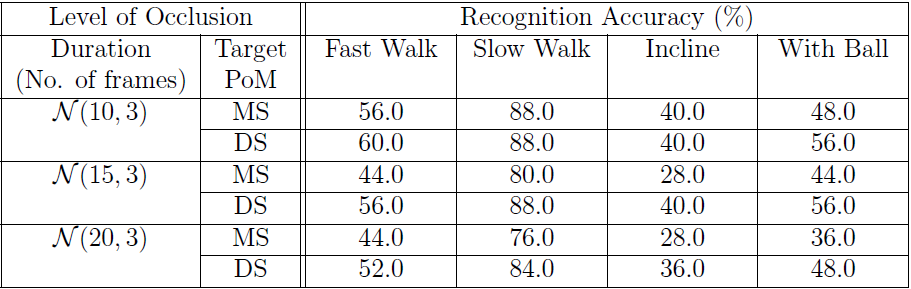 Level of Occlusion Recognition Accuracy (%)
Duration Target Fast Walk Slow Walk Incline With Ball
(No. of frames) PoM
𝒩(10, 3) MS 56.0 88.0 40.0 48.0
DS 60.0 88.0 40.0 56.0
𝒩(15, 3) MS 44.0 80.0 28.0 44.0
DS 56.0 88.0 40.0 56.0
𝒩(20, 3) MS 44.0 76.0 28.0 36.0
DS 52.0 84.0 36.0 48.0